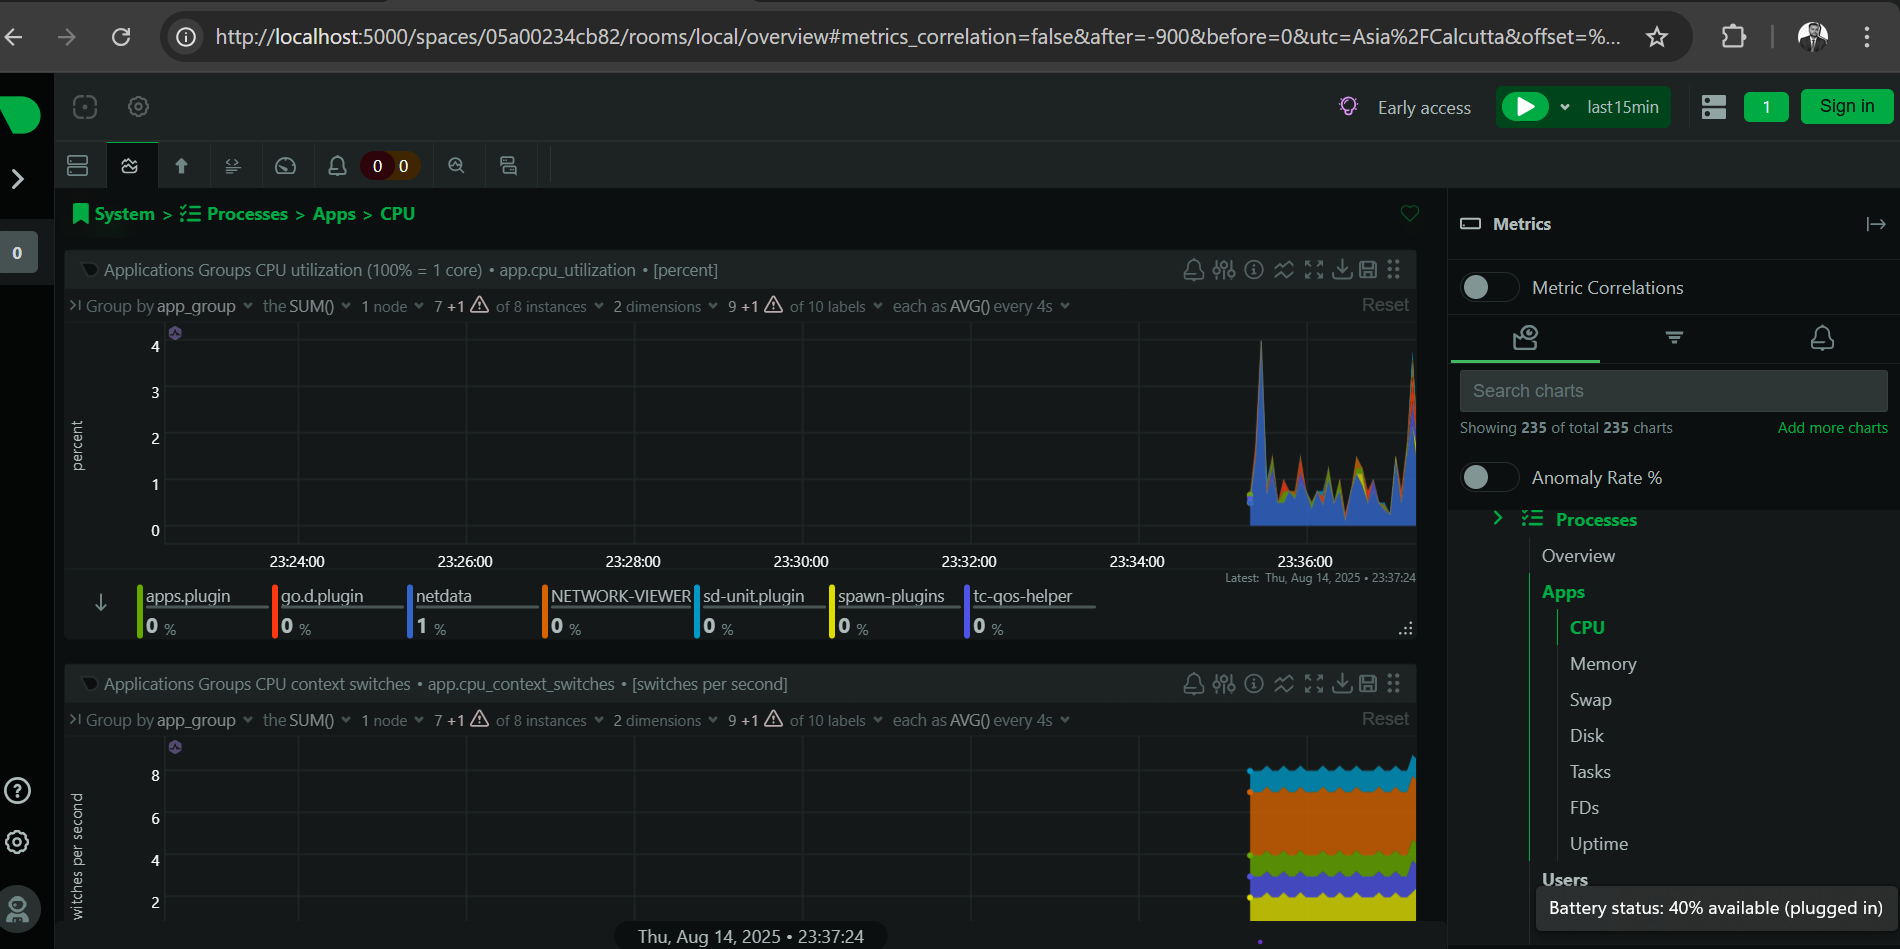 http://localhost:5000/spaces/05a00234cb82/rooms/local/overview#metrics_correlation=false&after=-900&before=0&utc=Asia%2FCalcutta&offset=%...
Early access
last15min
1
Sign in
0 0
0
System > Processes > Apps > CPU
Applications Groups CPU utilization (100% = 1 core) • app.cpu_utilization • [percent]
Group by app_group the SUM() 1 node 7 +1 of 8 instances 2 dimensions 9 +1 of 10 labels each as AVG() every 4s Reset
percent
4
3
2
1
0
23:24:00 23:26:00 23:28:00 23:30:00 23:32:00 23:34:00 23:36:00
Latest: Thu, Aug 14, 2025 • 23:37:24
apps.plugin go.d.plugin netdata NETWORK-VIEWER sd-unit.plugin spawn-plugins tc-qos-helper
0 % 0 % 1 % 0 % 0 % 0 % 0 %
Applications Groups CPU context switches • app.cpu_context_switches • [switches per second]
Group by app_group the SUM() 1 node 7 +1 of 8 instances 2 dimensions 9 +1 of 10 labels each as AVG() every 4s Reset
witches per second
8
6
4
2
Thu, Aug 14, 2025 • 23:37:24
Metrics
Metric Correlations
Search charts
Showing 235 of total 235 charts Add more charts
Anomaly Rate %
Processes
Overview
Apps
CPU
Memory
Swap
Disk
Tasks
FDs
Uptime
Users
Battery status: 40% available (plugged in)